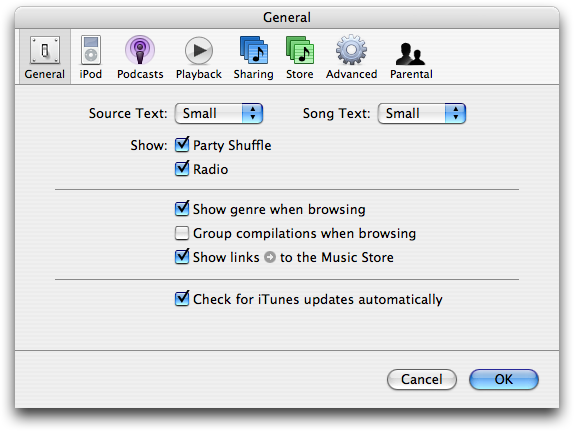 General
General iPod Podcasts Playback Sharing Store Advanced Parental
Source Text: Small Song Text: Small
Show: Party Shuffle
Radio
Show genre when browsing
Group compilations when browsing
Show links to the Music Store
Check for iTunes updates automatically
Cancel OK